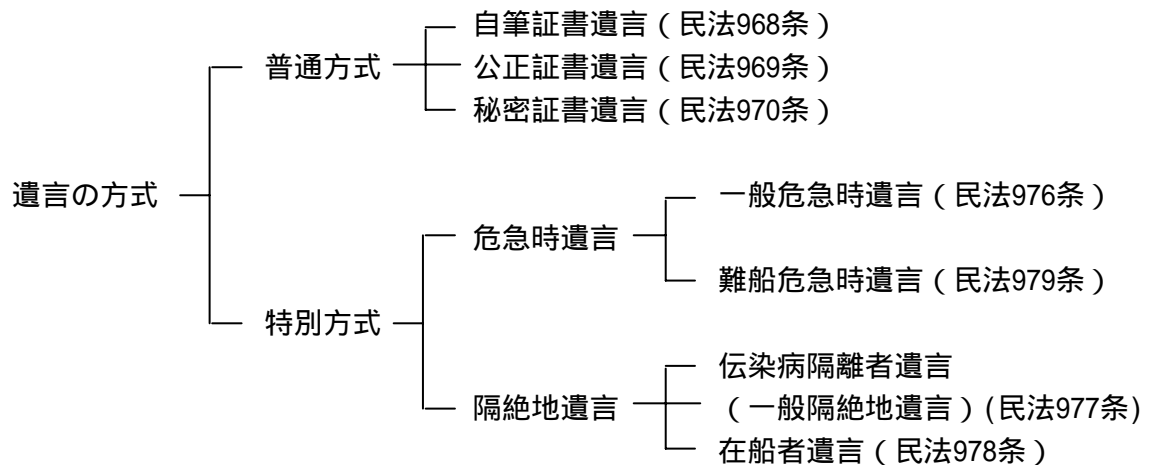 自筆証書遺言（民法968条）
普通方式
公正証書遺言（民法969条）
秘密証書遺言（民法970条）
遺言の方式
一般危急時遺言（民法976条）
危急時遺言
難船危急時遺言（民法979条）
特別方式
伝染病隔離者遺言
隔絶地遺言
（一般隔絶地遺言）(民法977条)
在船者遺言（民法978条）